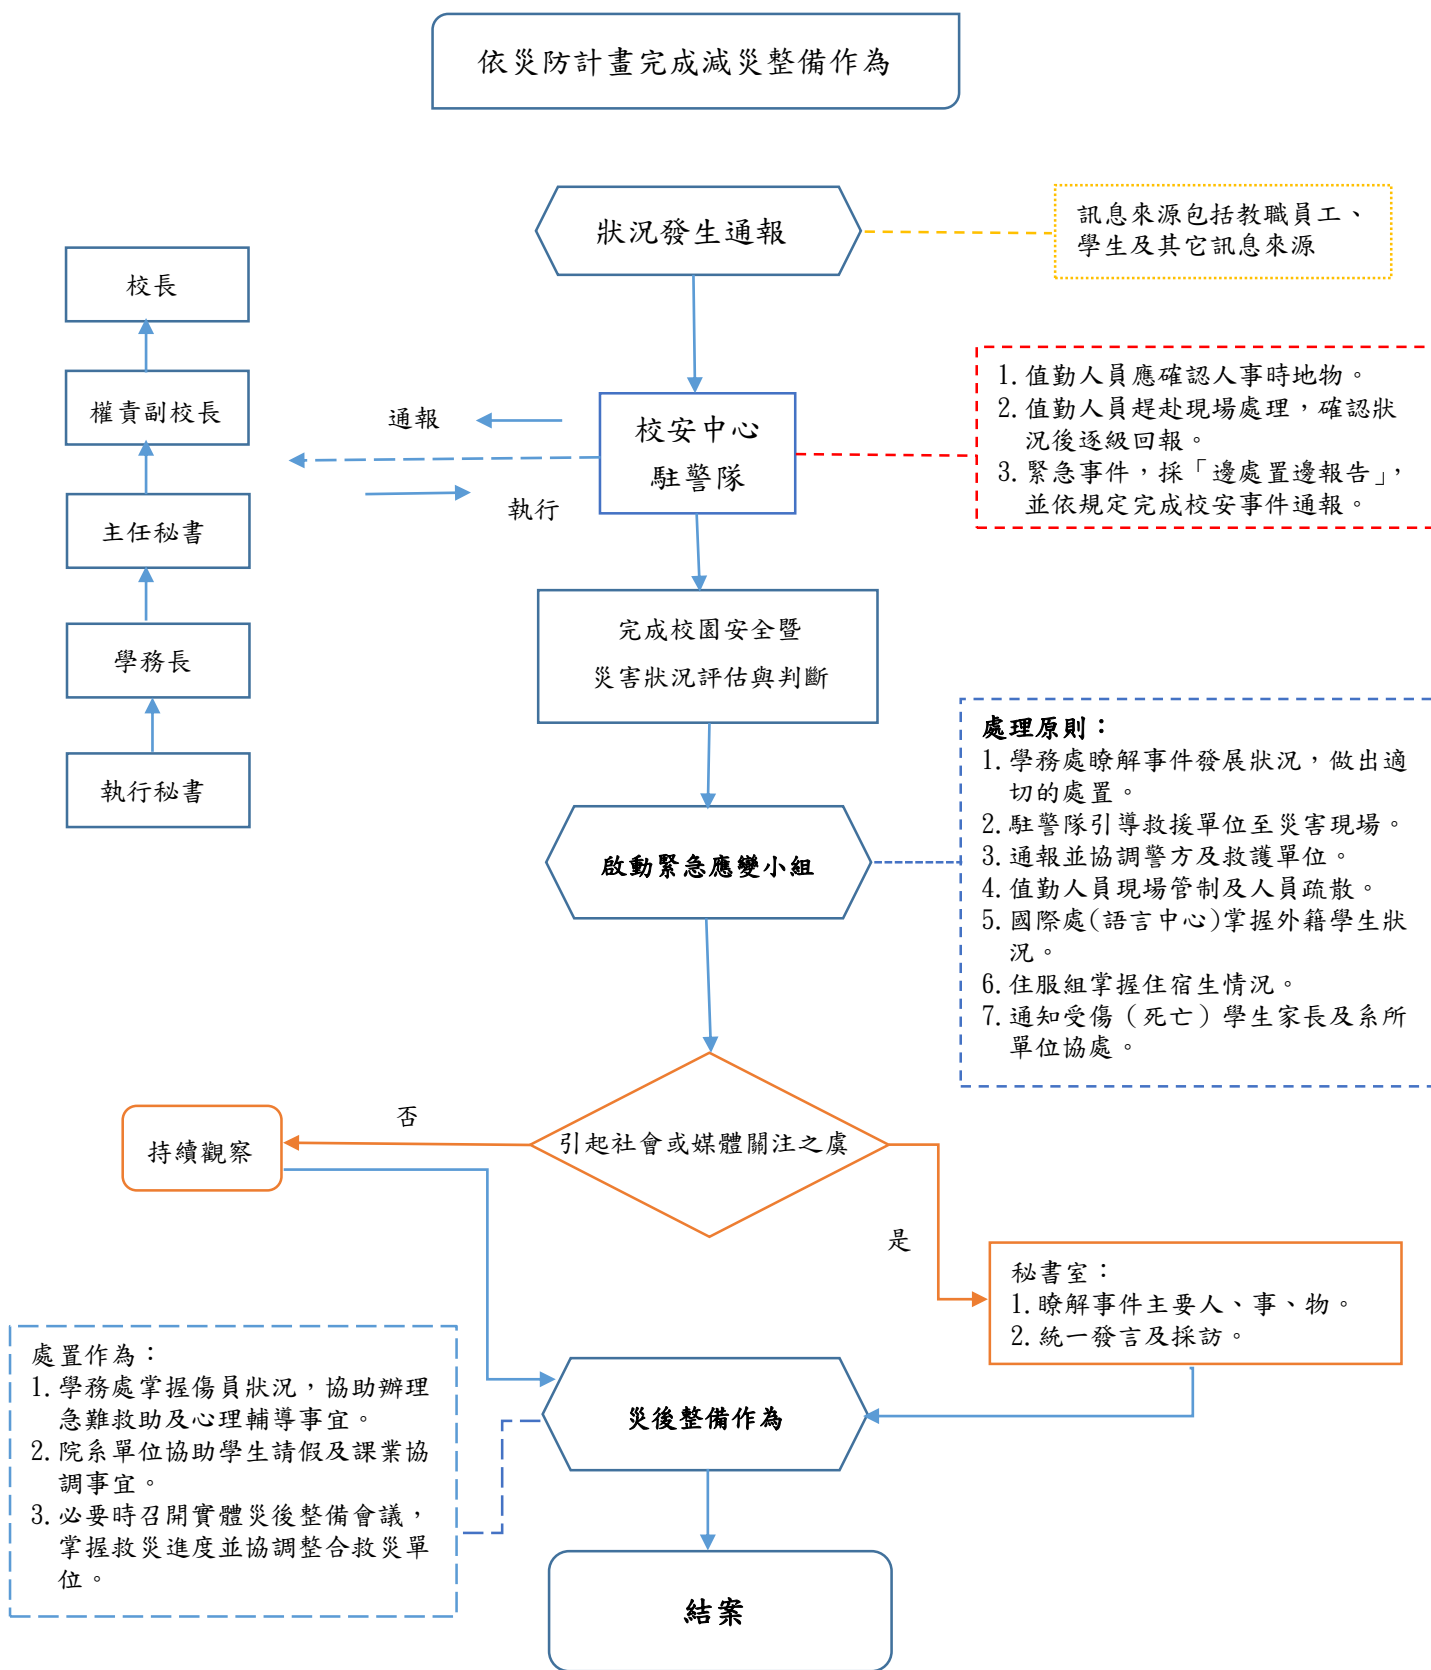 依災防計畫完成減災整備作為
狀況發生通報
訊息來源包括教職員工、
學生及其它訊息來源
校長
權責副校長
主任秘書
學務長
執行秘書
通報
執行
校安中心
駐警隊
1.值勤人員應確認人事時地物。
2.值勤人員趕赴現場處理,確認狀
況後逐級回報。
3.緊急事件,採「邊處置邊報告」,
並依規定完成校安事件通報。
完成校園安全暨
災害狀況評估與判斷
啟動緊急應變小組
處理原則:
1.學務處瞭解事件發展狀況,做出適
切的處置。
2.駐警隊引導救援單位至災害現場。
3.通報並協調警方及救護單位。
4.值勤人員現場管制及人員疏散。
5.國際處(語言中心)掌握外籍學生狀
況。
6.住服組掌握住宿生情況。
7.通知受傷(死亡)學生家長及系所
單位協處。
引起社會或媒體關注之虞
否
持續觀察
是
秘書室:
1.瞭解事件主要人、事、物。
2.統一發言及採訪。
處置作為:
1.學務處掌握傷員狀況,協助辦理
急難救助及心理輔導事宜。
2.院系單位協助學生請假及課業協
調事宜。
3.必要時召開實體災後整備會議,
掌握救災進度並協調整合救災單
位。
災後整備作為
結案